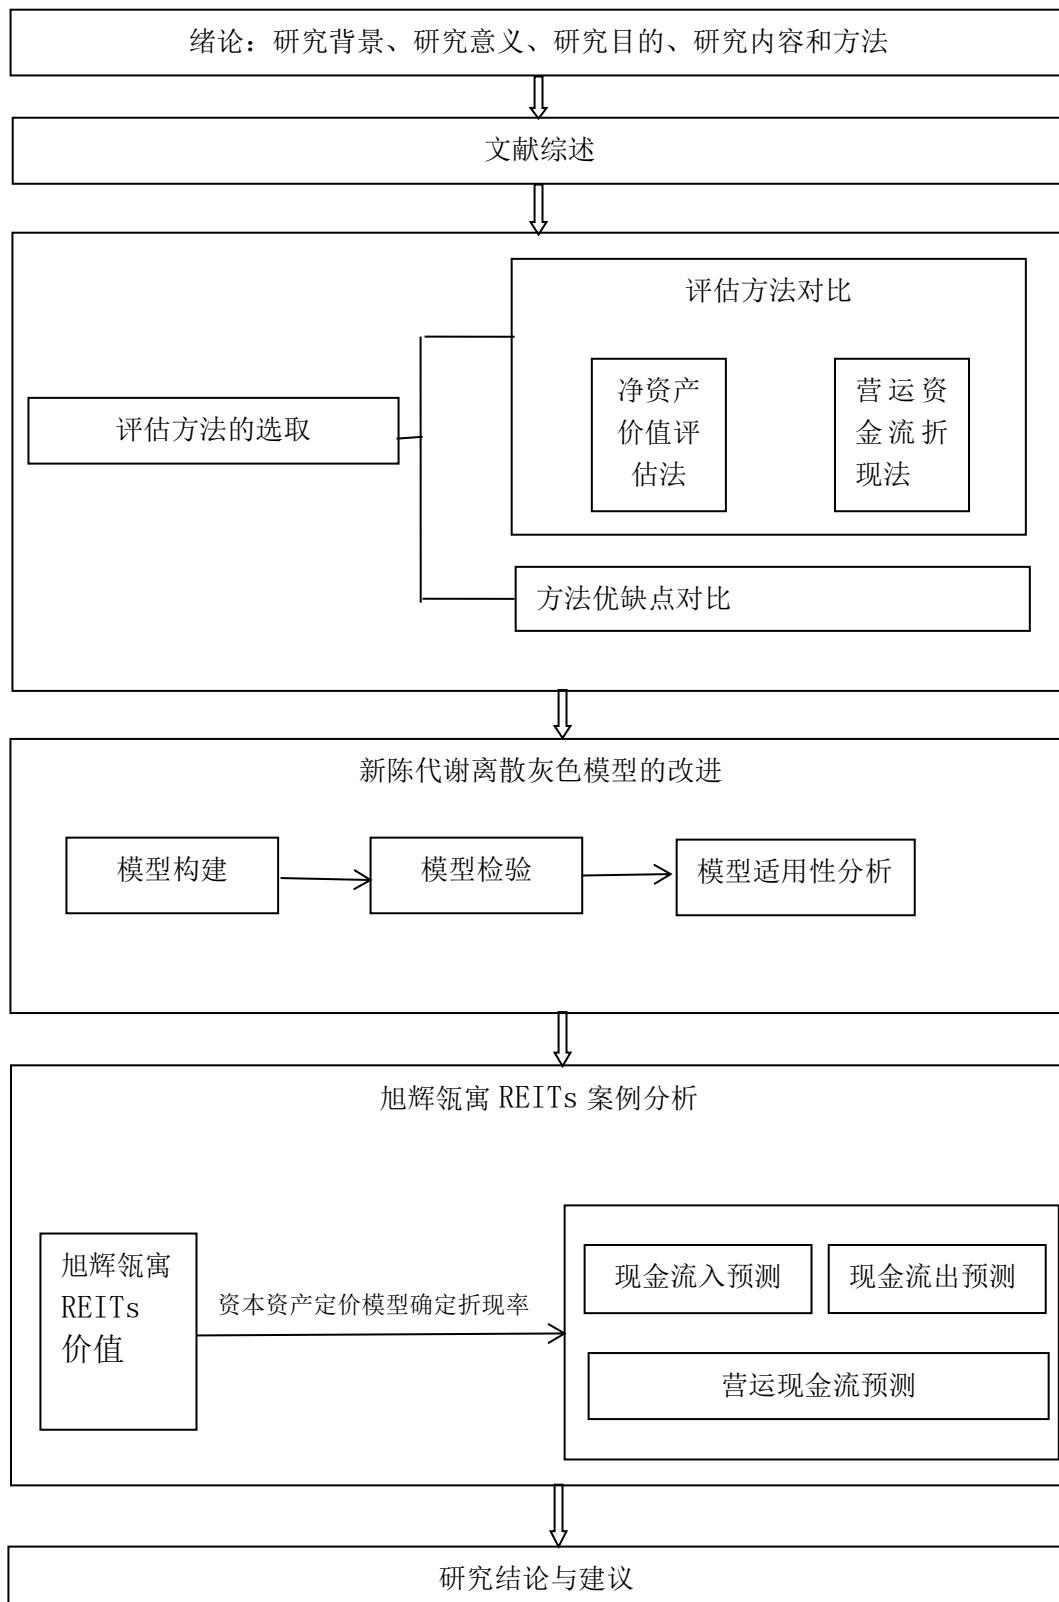 绪论：研究背景、研究意义、研究目的、研究内容和方法
文献综述
评估方法对比
净资产
价值评
估法
营运资
金流折
现法
评估方法的选取
方法优缺点对比
新陈代谢离散灰色模型的改进
模型构建
模型检验
模型适用性分析
旭辉瓴寓 REITs 案例分析
旭辉瓴寓
REITs
价值
资本资产定价模型确定折现率
现金流入预测
现金流出预测
营运现金流预测
研究结论与建议